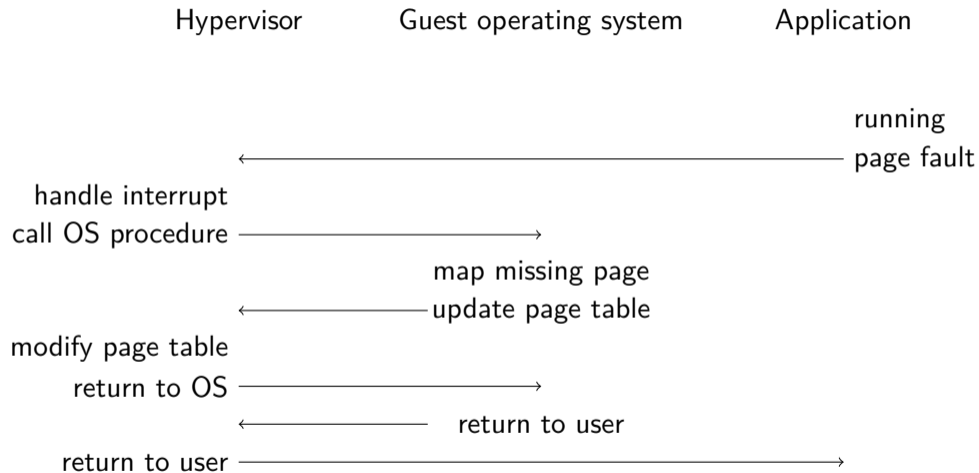 Hypervisor Guest operating system Application
running
page fault
handle interrupt
call OS procedure
map missing page
update page table
modify page table
return to OS
return to user
return to user